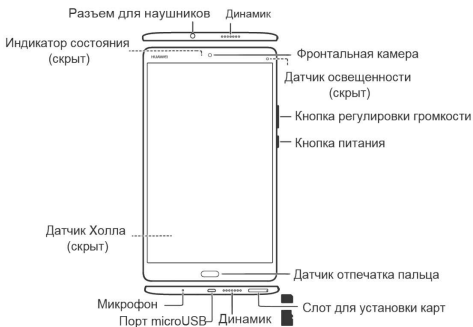 Разъем для наушников
Динамик
Индикатор состояния
(скрыт)
HUAWEI
Фронтальная камера
Датчик освещенности
(скрыт)
Кнопка регулировки громкости
Кнопка питания
Датчик Холла
(скрыт)
Датчик отпечатка пальца
Микрофон
Слот для установки карт
Порт microUSB
Динамик